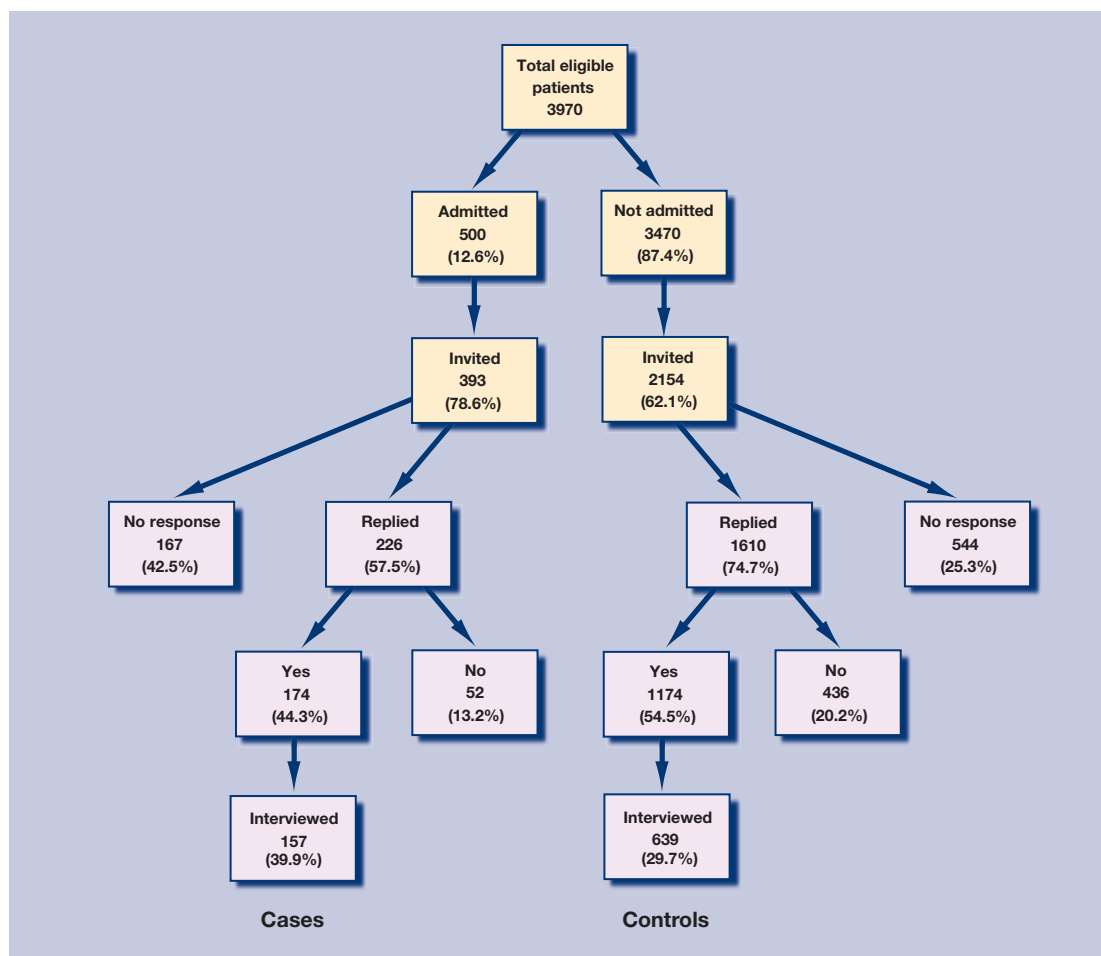 Total eligible
patients
3970
Admitted
500
(12.6%)
Not admitted
3470
(87.4%)
Invited
393
(78.6%)
Invited
2154
(62.1%)
No response
167
(42.5%)
Replied
226
(57.5%)
Replied
1610
(74.7%)
No response
544
(25.3%)
Yes
174
(44.3%)
No
52
(13.2%)
Yes
1174
(54.5%)
No
436
(20.2%)
Interviewed
157
(39.9%)
Interviewed
639
(29.7%)
Cases
Controls